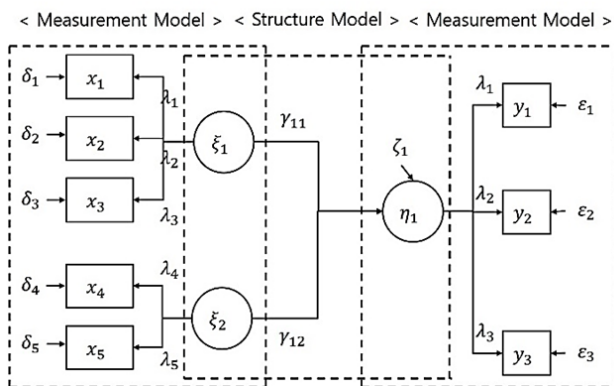 < Measurement Model > < Structure Model > < Measurement Model >
δ1 x1 λ1
δ2 x2 λ2 ξ1 γ11
δ3 x3 λ3
δ4 x4 λ4
δ5 x5 λ5 ξ2 γ12
ζ1
η1
λ1 y1 ε1
λ2 y2 ε2
λ3 y3 ε3